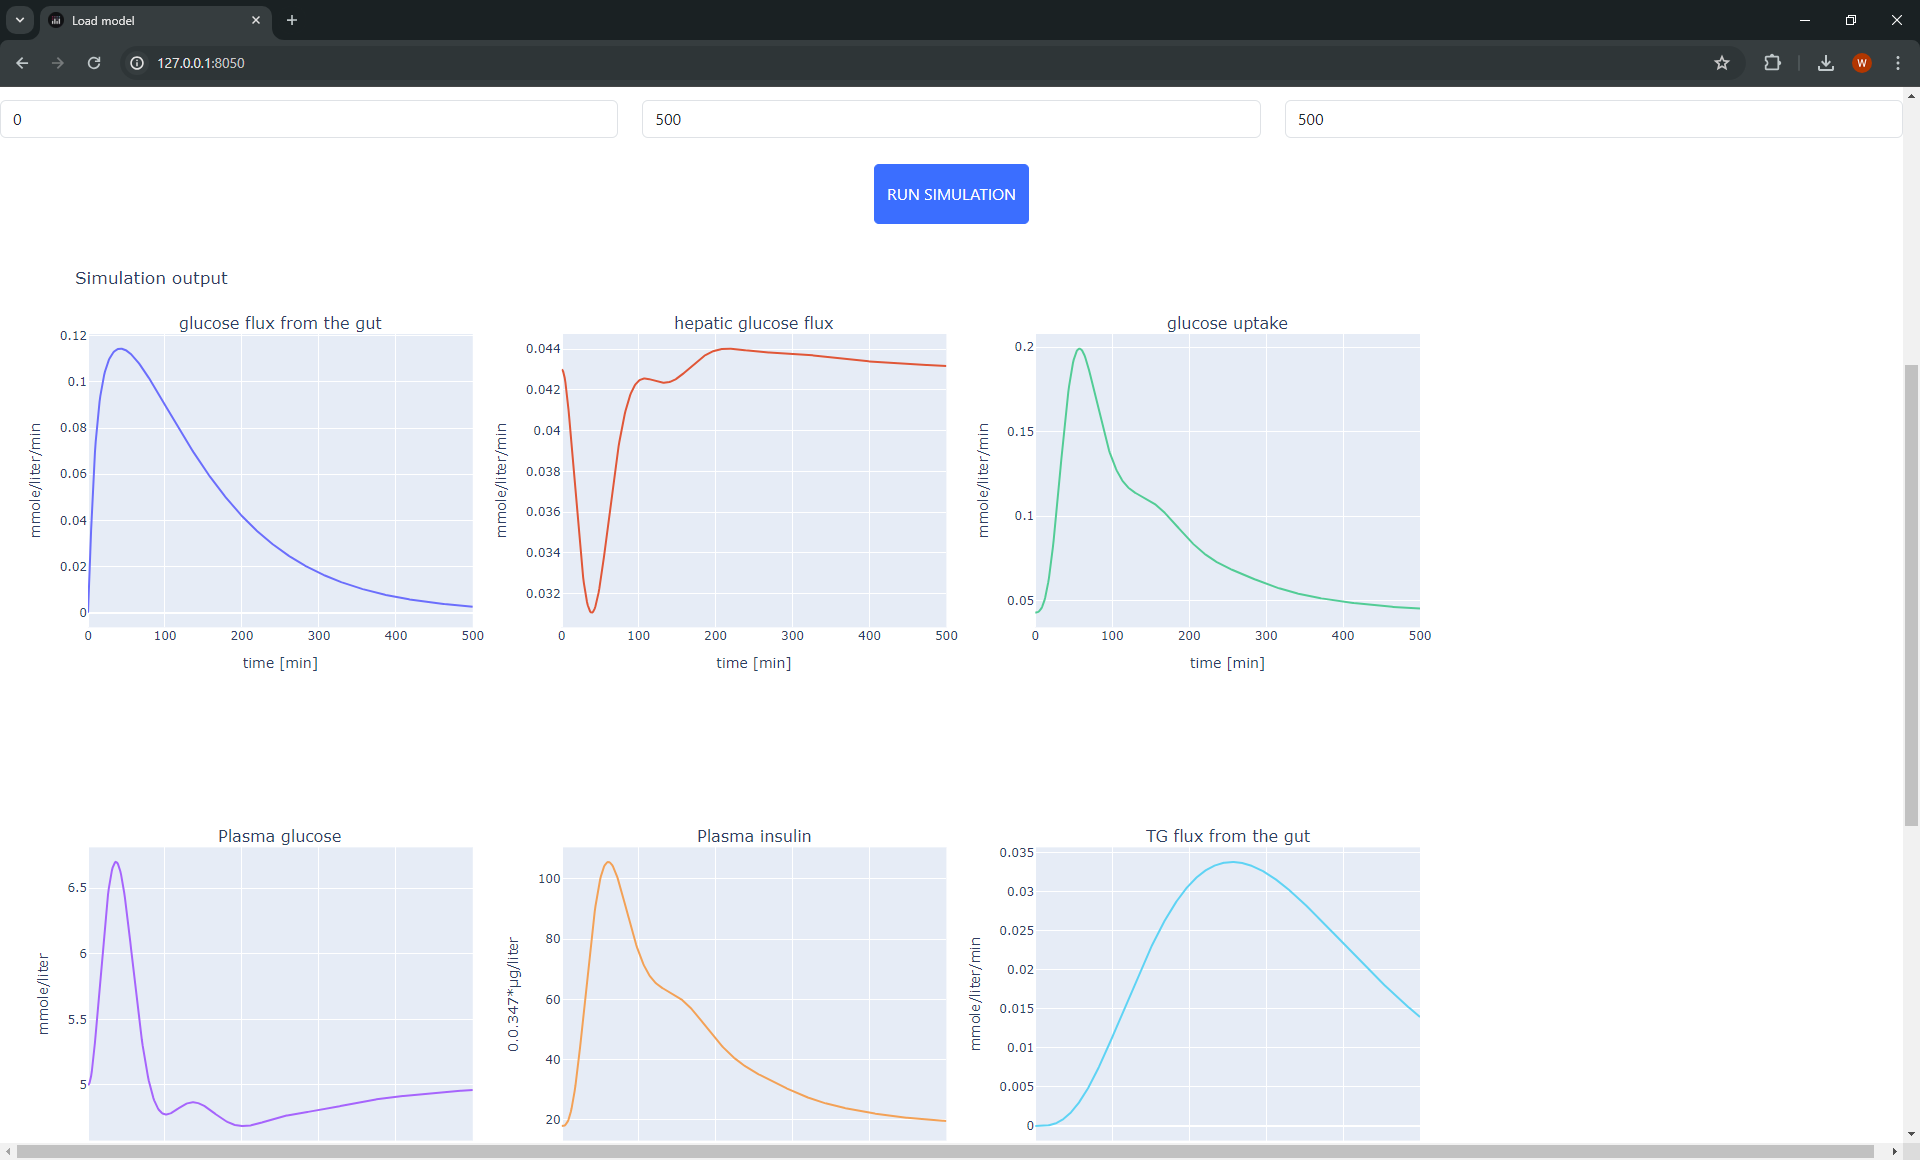 Load model
127.0.0.1:8050
W
0
500
500
RUN SIMULATION
Simulation output
glucose flux from the gut
0.12
0.1
0.08
0.06
0.04
0.02
0
mmole/liter/min
0 100 200 300 400 500
time [min]
hepatic glucose flux
0.044
0.042
0.04
0.038
0.036
0.034
0.032
mmole/liter/min
0 100 200 300 400 500
time [min]
glucose uptake
0.2
0.15
0.1
0.05
mmole/liter/min
0 100 200 300 400 500
time [min]
Plasma glucose
6.5
6
5.5
5
mmole/liter
Plasma insulin
100
80
60
40
20
0.0.347*µg/liter
TG flux from the gut
0.035
0.03
0.025
0.02
0.015
0.01
0.005
0
mmole/liter/min